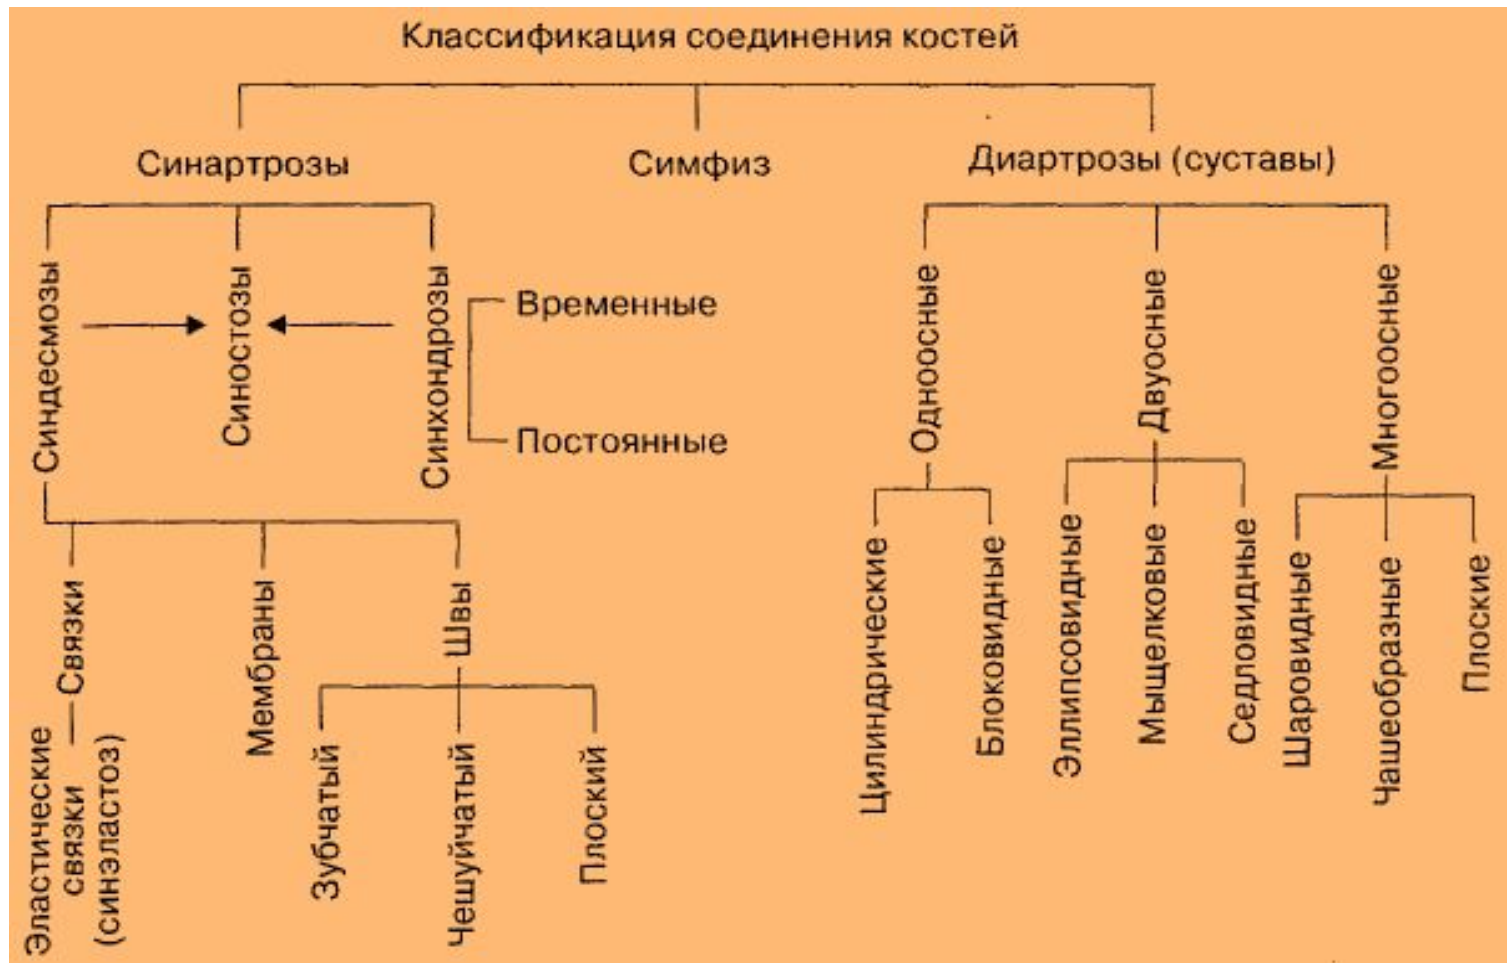 Классификация соединения костей
Синартрозы
Симфиз
Диартрозы (суставы)
Синдесмозы
Синостозы
Синхондрозы
Временные
Постоянные
Одноосные
Двуосные
Многоосные
Связки
Эластические
связки
(синэластоз)
Мембраны
Швы
Зубчатый
Чешуйчатый
Плоский
Цилиндрические
Блоковидные
Эллипсовидные
Мыщелковые
Седловидные
Шаровидные
Чашеобразные
Плоские